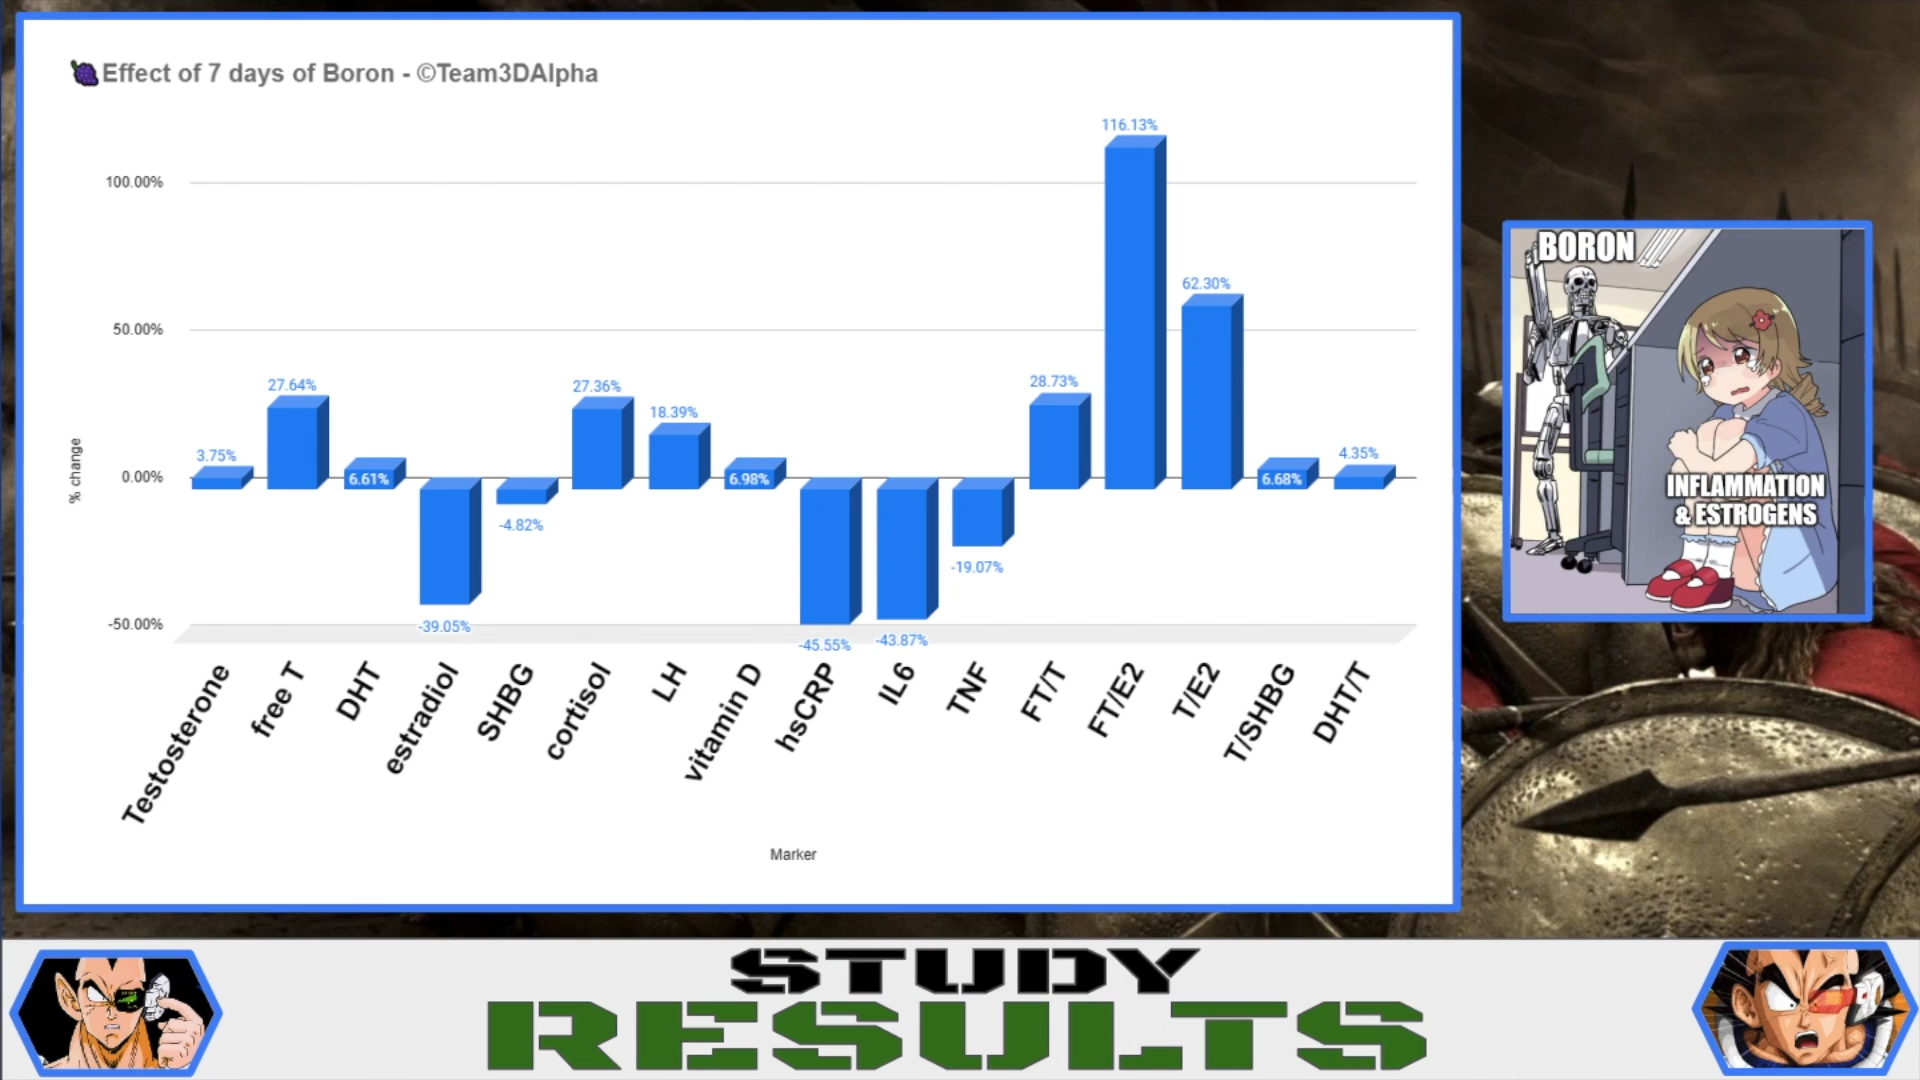 Effect of 7 days of Boron - ©Team3DAlpha
116.13%
100.00%
62.30%
50.00%
27.64%
27.36%
28.73%
18.39%
3.75%
6.61%
6.98%
6.68%
4.35%
0.00%
% change
-4.82%
-19.07%
-39.05%
-45.55%
-43.87%
-50.00%
Testosterone
free T
DHT
estradiol
SHBG
cortisol
LH
vitamin D
hsCRP
IL6
TNF
FT/T
FT/E2
T/E2
T/SHBG
DHT/T
Marker
BORON
INFLAMMATION
& ESTROGENS
STUDY
RESULTS